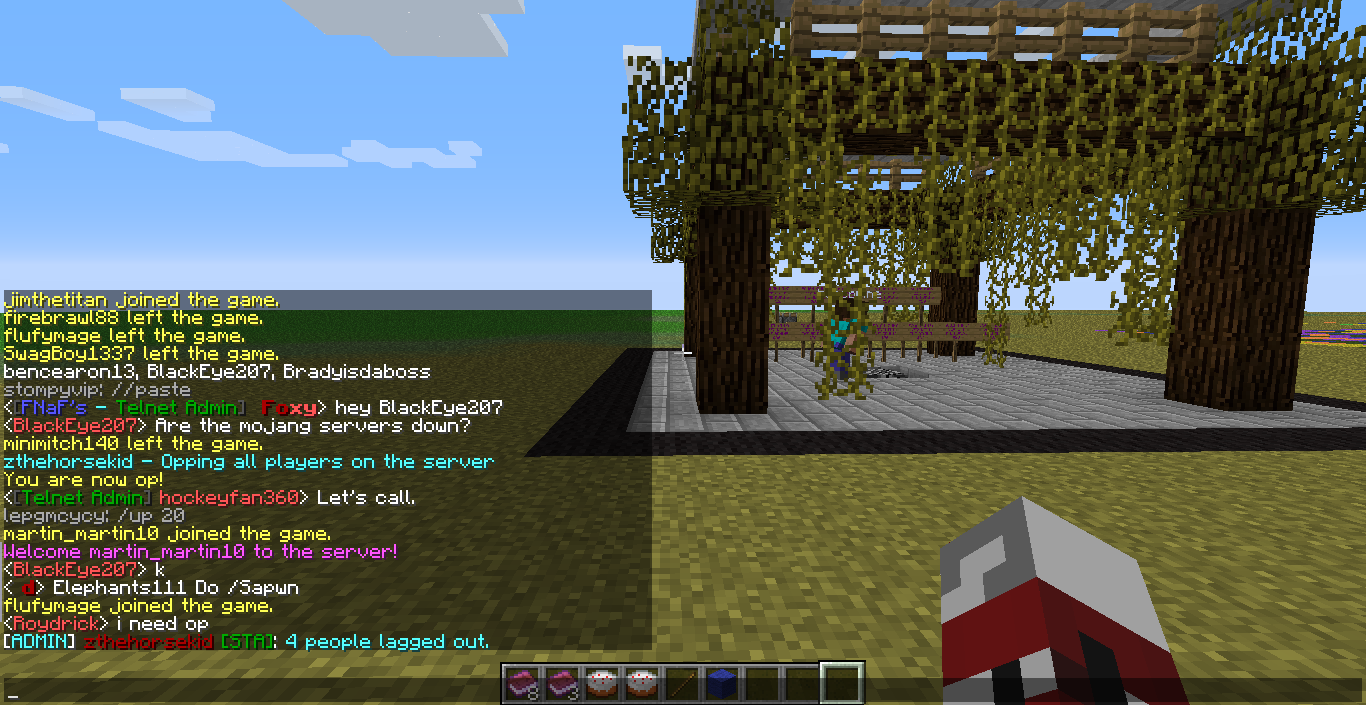 jimthetitan joined the game.
firebrawl88 left the game.
flufymage left the game.
SwagBoy1337 left the game.
bencearon13, BlackEye207, Bradyisdaboss
stompyvip: //paste
<[FNaF's - Telnet Admin] Foxy> hey BlackEye207
<BlackEye207> Are the mojang servers down?
minimitch140 left the game.
zthehorsekid - Opping all players on the server
You are now op!
<[Telnet Admin] hockeyfan360> Let's call.
lepgmcycy: /up 20
martin_martin10 joined the game.
Welcome martin_martin10 to the server!
<BlackEye207> k
< d> Elephants111 Do /Sapwn
flufymage joined the game.
<Roydrick> i need op
[ADMIN] zthehorsekid [STA]: 4 people lagged out.
_
8 3